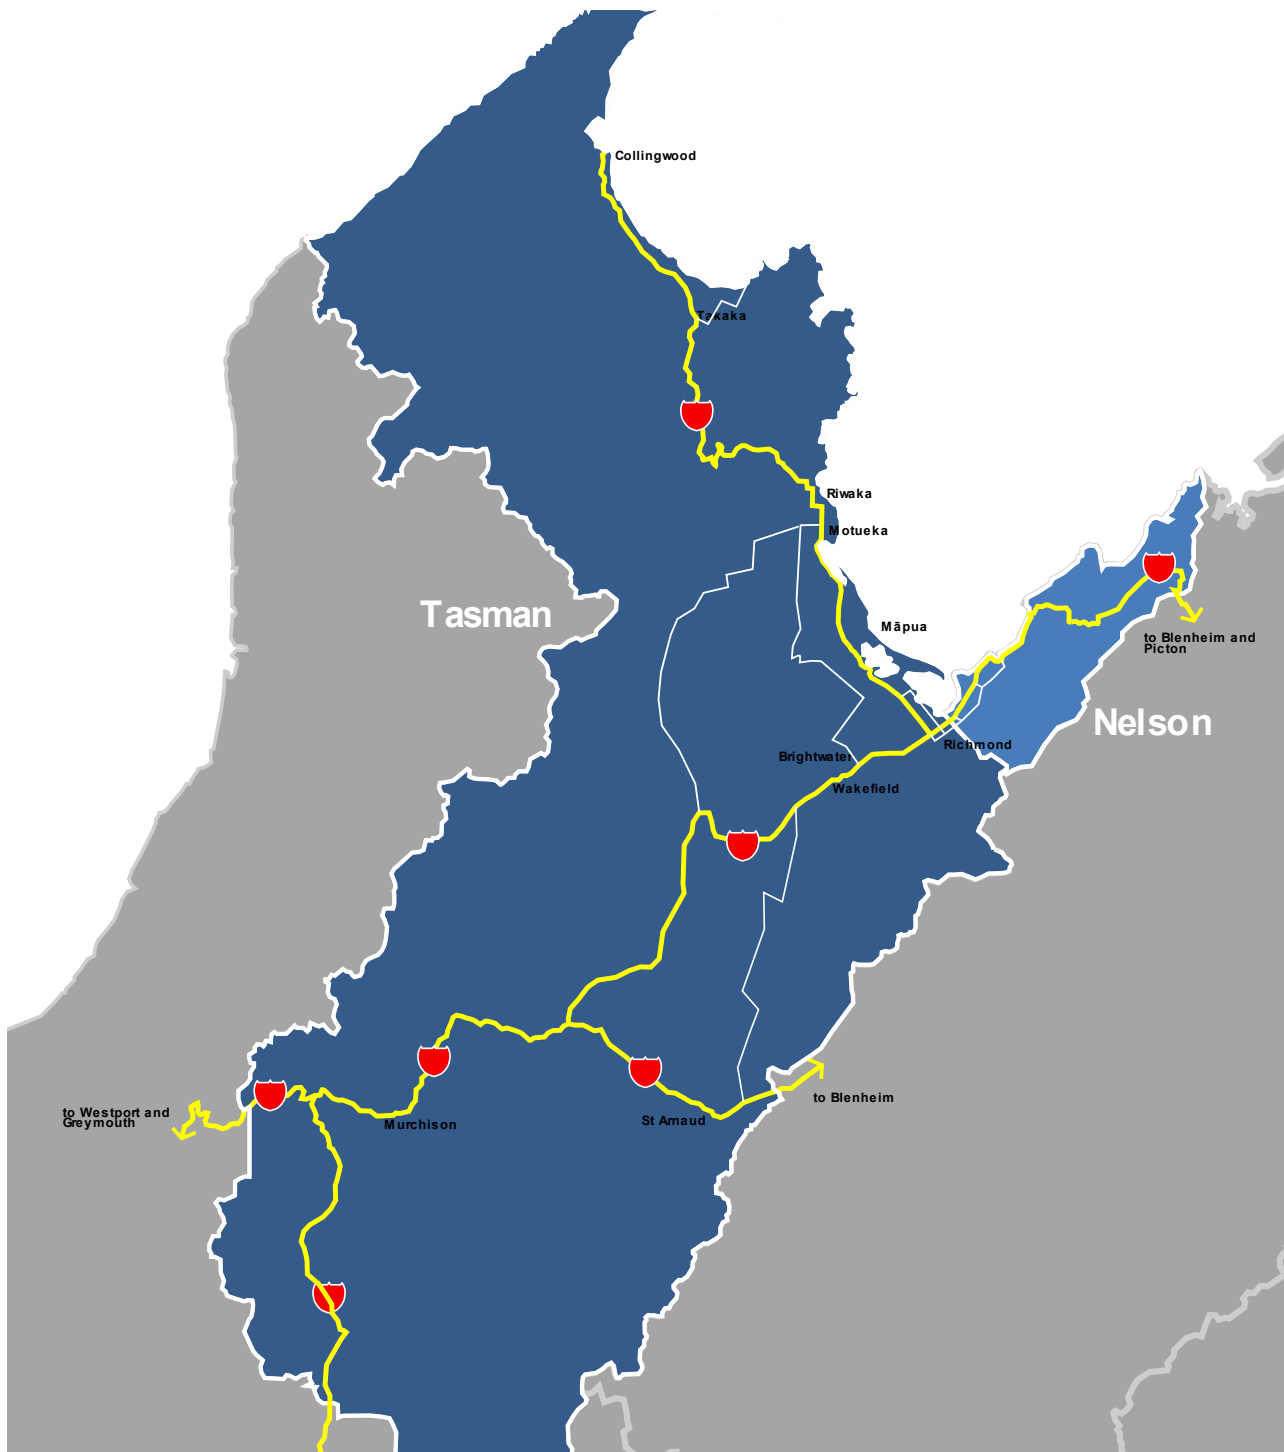 Collingwood
Takaka
Riwaka
Motueka
Tasman
Māpua
to Blenheim and
Picton
Nelson
Richmond
Brightwater
Wakefield
to Blenheim
to Westport and
Greymouth
Murchison
St Arnaud